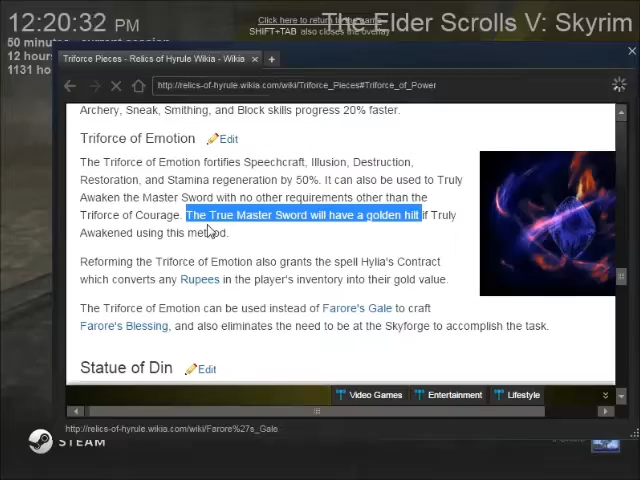 12:20:32 PM
Click here to return to the game
SHIFT+TAB also closes the overlay
The Elder Scrolls V: Skyrim
50 minutes - current session
12 hours
1131 ho
Triforce Pieces - Relics of Hyrule Wikia - Wikia
http://relics-of-hyrule.wikia.com/wiki/Triforce_Pieces#Triforce_of_Power
Archery, Sneak, Smithing, and Block skills progress 20% faster.
Triforce of Emotion Edit
The Triforce of Emotion fortifies Speechcraft, Illusion, Destruction,
Restoration, and Stamina regeneration by 50%. It can also be used to Truly
Awaken the Master Sword with no other requirements other than the
Triforce of Courage. The True Master Sword will have a golden hilt if Truly
Awakened using this method.
Reforming the Triforce of Emotion also grants the spell Hylia's Contract
which converts any Rupees in the player's inventory into their gold value.
The Triforce of Emotion can be used instead of Farore's Gale to craft
Farore's Blessing, and also eliminates the need to be at the Skyforge to accomplish the task.
Statue of Din Edit
Video Games
Entertainment
Lifestyle
http://relics-of-hyrule.wikia.com/wiki/Farore%27s_Gale
STEAM